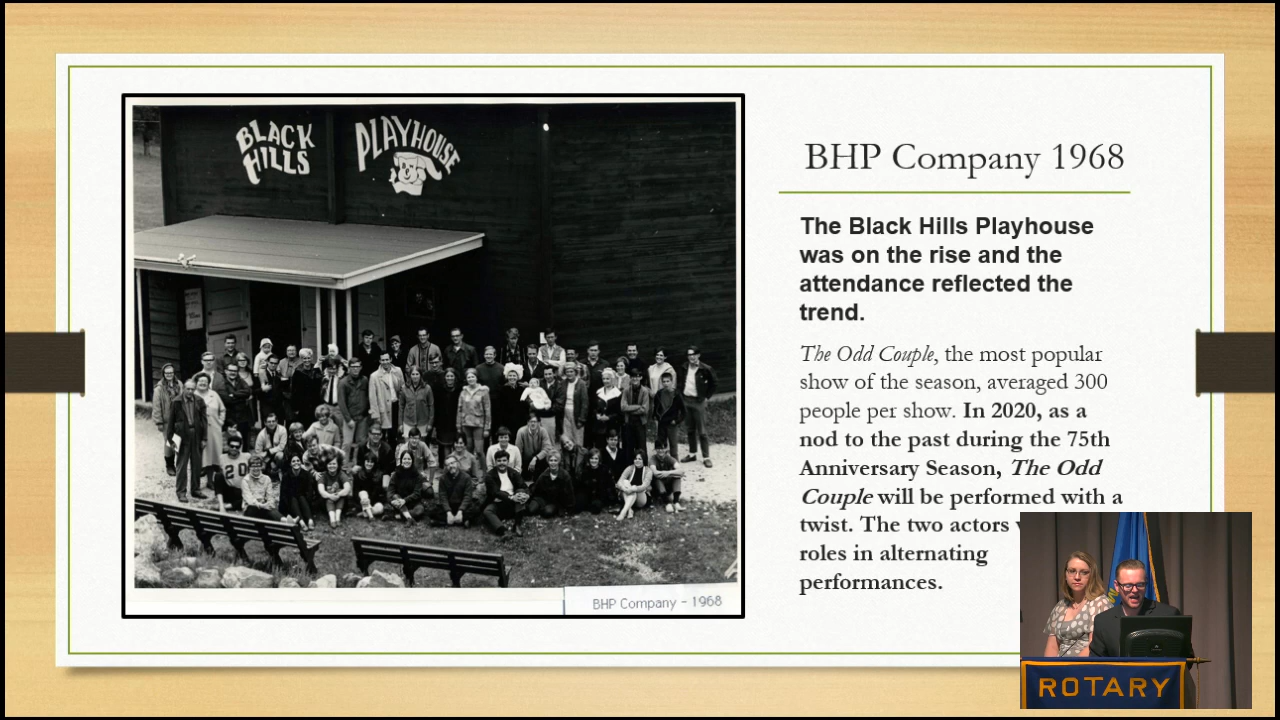 BLACK HILLS
PLAYHOUSE
BHP Company - 1968
BHP Company 1968
The Black Hills Playhouse
was on the rise and the
attendance reflected the
trend.
The Odd Couple, the most popular
show of the season, averaged 300
people per show. In 2020, as a
nod to the past during the 75th
Anniversary Season, The Odd
Couple will be performed with a
twist. The two actors
roles in alternating
performances.
20
ROTARY